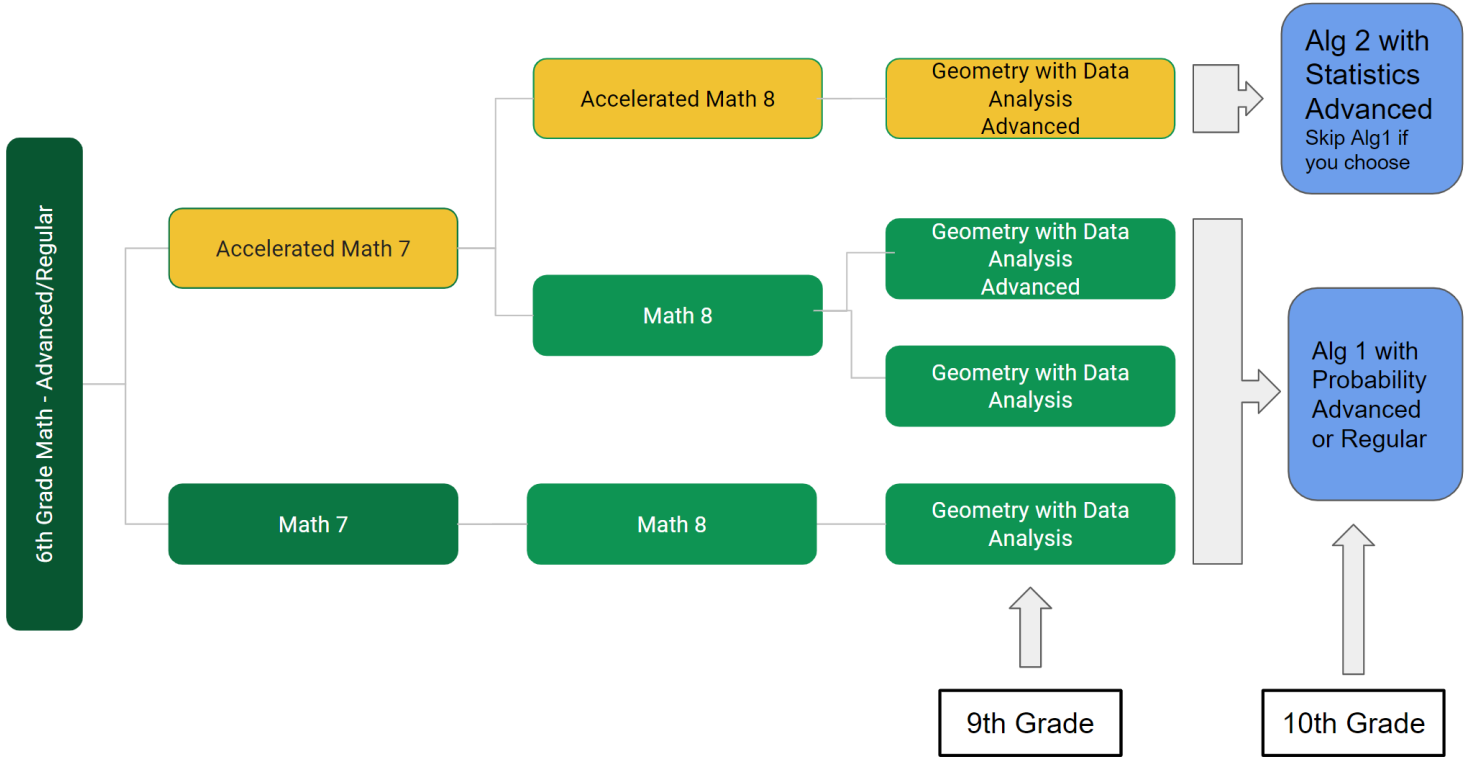 6th Grade Math - Advanced/Regular
Accelerated Math 7
Math 7
Accelerated Math 8
Math 8
Math 8
Geometry with Data
Analysis
Advanced
Geometry with Data
Analysis
Advanced
Geometry with Data
Analysis
Geometry with Data
Analysis
Alg 2 with
Statistics
Advanced
Skip Alg1 if
you choose
Alg 1 with
Probability
Advanced
or Regular
9th Grade
10th Grade